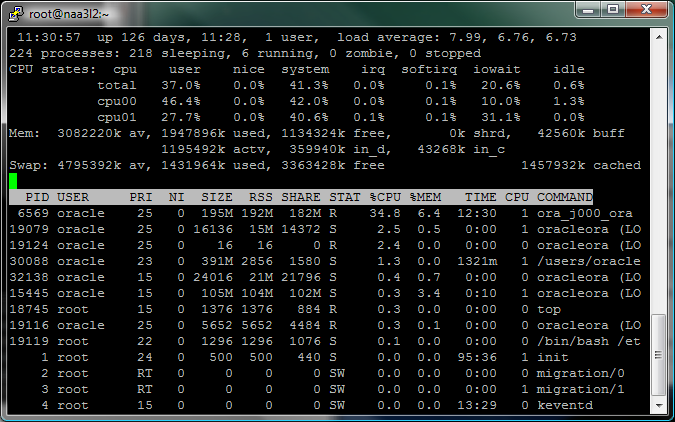 root@naa3l2:~
11:30:57  up 126 days, 11:28,  1 user,  load average: 7.99, 6.76, 6.73
224 processes: 218 sleeping, 6 running, 0 zombie, 0 stopped
CPU states:  cpu    user    nice  system    irq  softirq  iowait    idle
           total   37.0%    0.0%   41.3%   0.0%     0.1%   20.6%    0.6%
           cpu00   46.4%    0.0%   42.0%   0.0%     0.1%   10.0%    1.3%
           cpu01   27.7%    0.0%   40.6%   0.1%     0.1%   31.1%    0.0%
Mem:  3082220k av, 1947896k used, 1134324k free,       0k shrd,   42560k buff
                   1195492k actv,  359940k in_d,   43268k in_c
Swap: 4795392k av, 1431964k used, 3363428k free                 1457932k cached
  PID USER     PRI  NI  SIZE  RSS SHARE STAT %CPU %MEM   TIME CPU COMMAND
 6569 oracle    25   0  195M 192M  182M R    34.8  6.4  12:30   1 ora_j000_ora
19079 oracle    25   0 16136  15M 14372 S     2.5  0.5   0:00   1 oracleora (LO
19124 oracle    25   0    16   16     0 R     2.4  0.0   0:00   0 oracleora (LO
30088 oracle    23   0  391M 2856  1580 S     1.3  0.0  1321m   1 /users/oracle
32138 oracle    15   0 24016  21M 21796 S     0.4  0.7   0:00   1 oracleora (LO
15445 oracle    15   0  105M 104M  102M S     0.3  3.4   0:10   1 oracleora (LO
18745 root      15   0  1376 1376   884 R     0.3  0.0   0:00   0 top
19116 oracle    25   0  5652 5652  4484 R     0.3  0.1   0:00   0 oracleora (LO
19119 root      22   0  1296 1296  1076 S     0.1  0.0   0:00   0 /bin/bash /et
    1 root      24   0   500  500   440 S     0.0  0.0  95:36   1 init
    2 root      RT   0     0    0     0 SW    0.0  0.0   0:00   0 migration/0
    3 root      RT   0     0    0     0 SW    0.0  0.0   0:00   1 migration/1
    4 root      15   0     0    0     0 SW    0.0  0.0  13:29   0 keventd